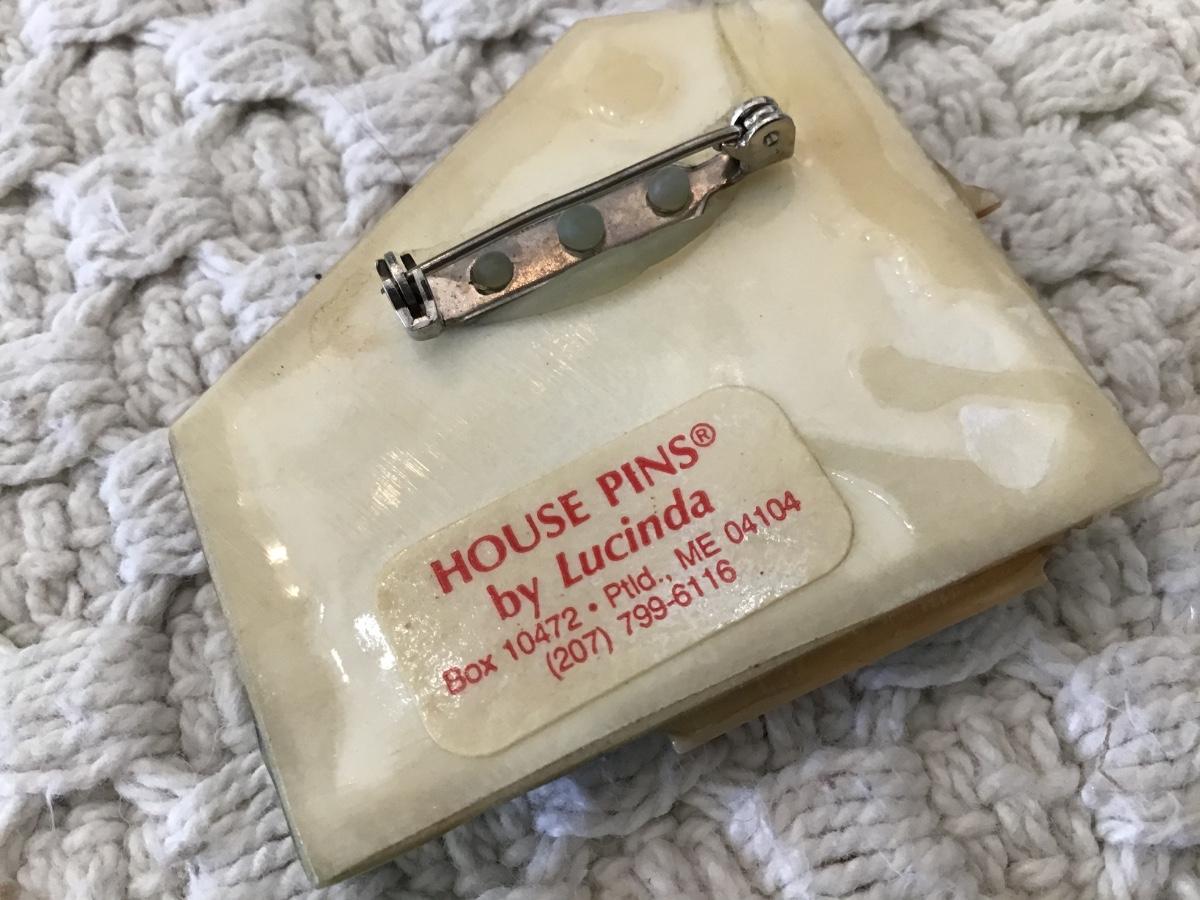 HOUSE PINS®
by Lucinda
Box 10472 • Ptld., ME 04104
(207) 799-6116